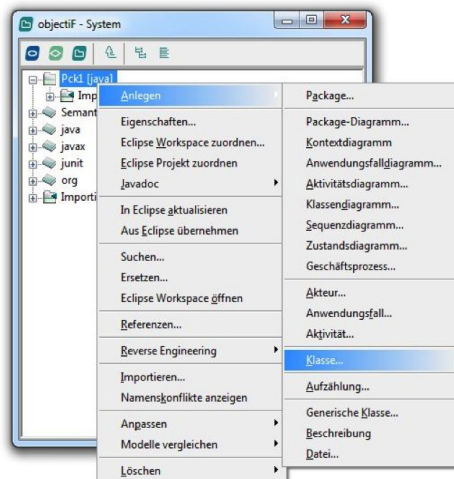 objectiF - System
Pck1 [java]
Imp
Semant
java
javax
junit
org
Importi
Anlegen
Eigenschaften...
Eclipse Workspace zuordnen...
Eclipse Projekt zuordnen
Javadoc
In Eclipse aktualisieren
Aus Eclipse übernehmen
Suchen...
Ersetzen...
Eclipse Workspace öffnen
Referenzen...
Reverse Engineering
Importieren...
Namenskonflikte anzeigen
Anpassen
Modelle vergleichen
Löschen
Package...
Package-Diagramm...
Kontextdiagramm
Anwendungsfalldiagramm...
Aktivitätsdiagramm...
Klassendiagramm...
Sequenzdiagramm...
Zustandsdiagramm...
Geschäftsprozess...
Akteur...
Anwendungsfall...
Aktivität...
Klasse...
Aufzählung...
Generische Klasse...
Beschreibung
Datei...